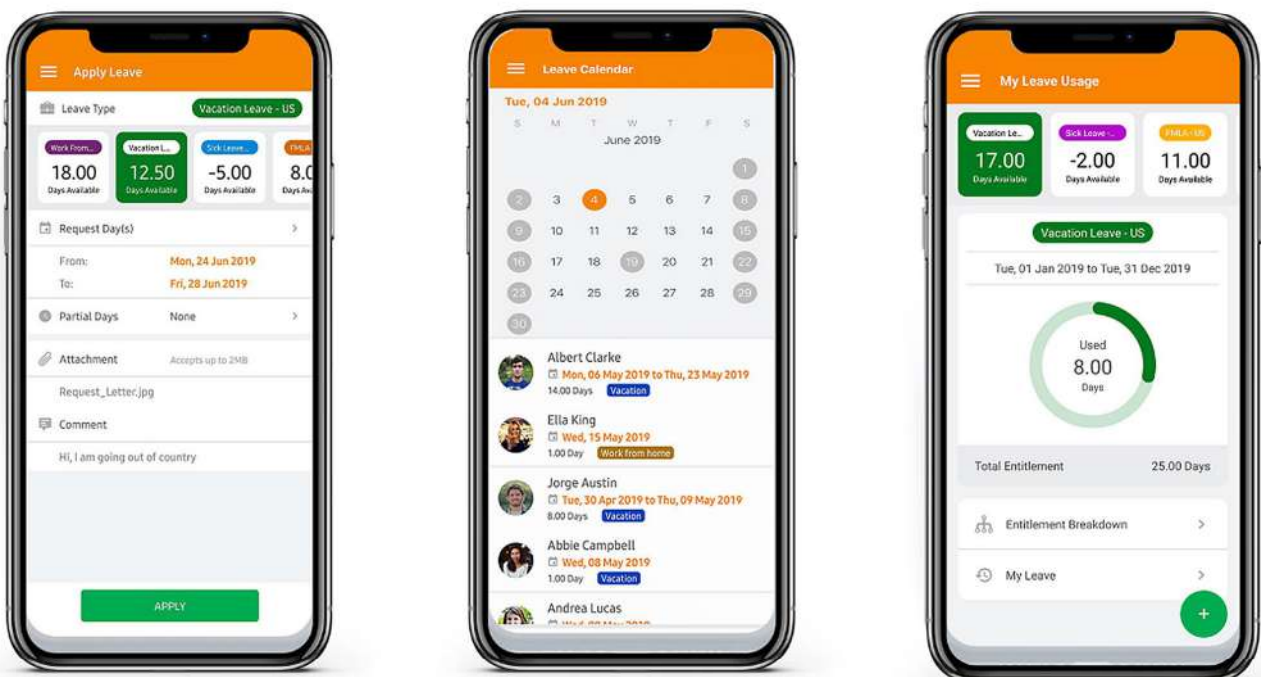 Apply Leave
Leave Type
Vacation Leave - US
Work From...
18.00
Days Available
Vacation L...
12.50
Days Available
Sick Leave...
-5.00
Days Available
FMLA
8.0
Days Av
Request Day(s)
From: Mon, 24 Jun 2019
To: Fri, 28 Jun 2019
Partial Days None
Attachment Accepts up to 2MB
Request_Letter.jpg
Comment
Hi, I am going out of country
APPLY
Leave Calendar
Tue, 04 Jun 2019
S M T W T F S
June 2019
1
2 3 4 5 6 7 8
9 10 11 12 13 14 15
16 17 18 19 20 21 22
23 24 25 26 27 28 29
30
Albert Clarke
Mon, 06 May 2019 to Thu, 23 May 2019
14.00 Days Vacation
Ella King
Wed, 15 May 2019
1.00 Day Work from home
Jorge Austin
Tue, 30 Apr 2019 to Thu, 09 May 2019
8.00 Days Vacation
Abbie Campbell
Wed, 08 May 2019
1.00 Day Vacation
Andrea Lucas
My Leave Usage
Vacation Le...
17.00
Days Available
Sick Leave -...
-2.00
Days Available
FMLA - US
11.00
Days Available
Vacation Leave - US
Tue, 01 Jan 2019 to Tue, 31 Dec 2019
Used
8.00
Days
Total Entitlement 25.00 Days
Entitlement Breakdown
My Leave
+